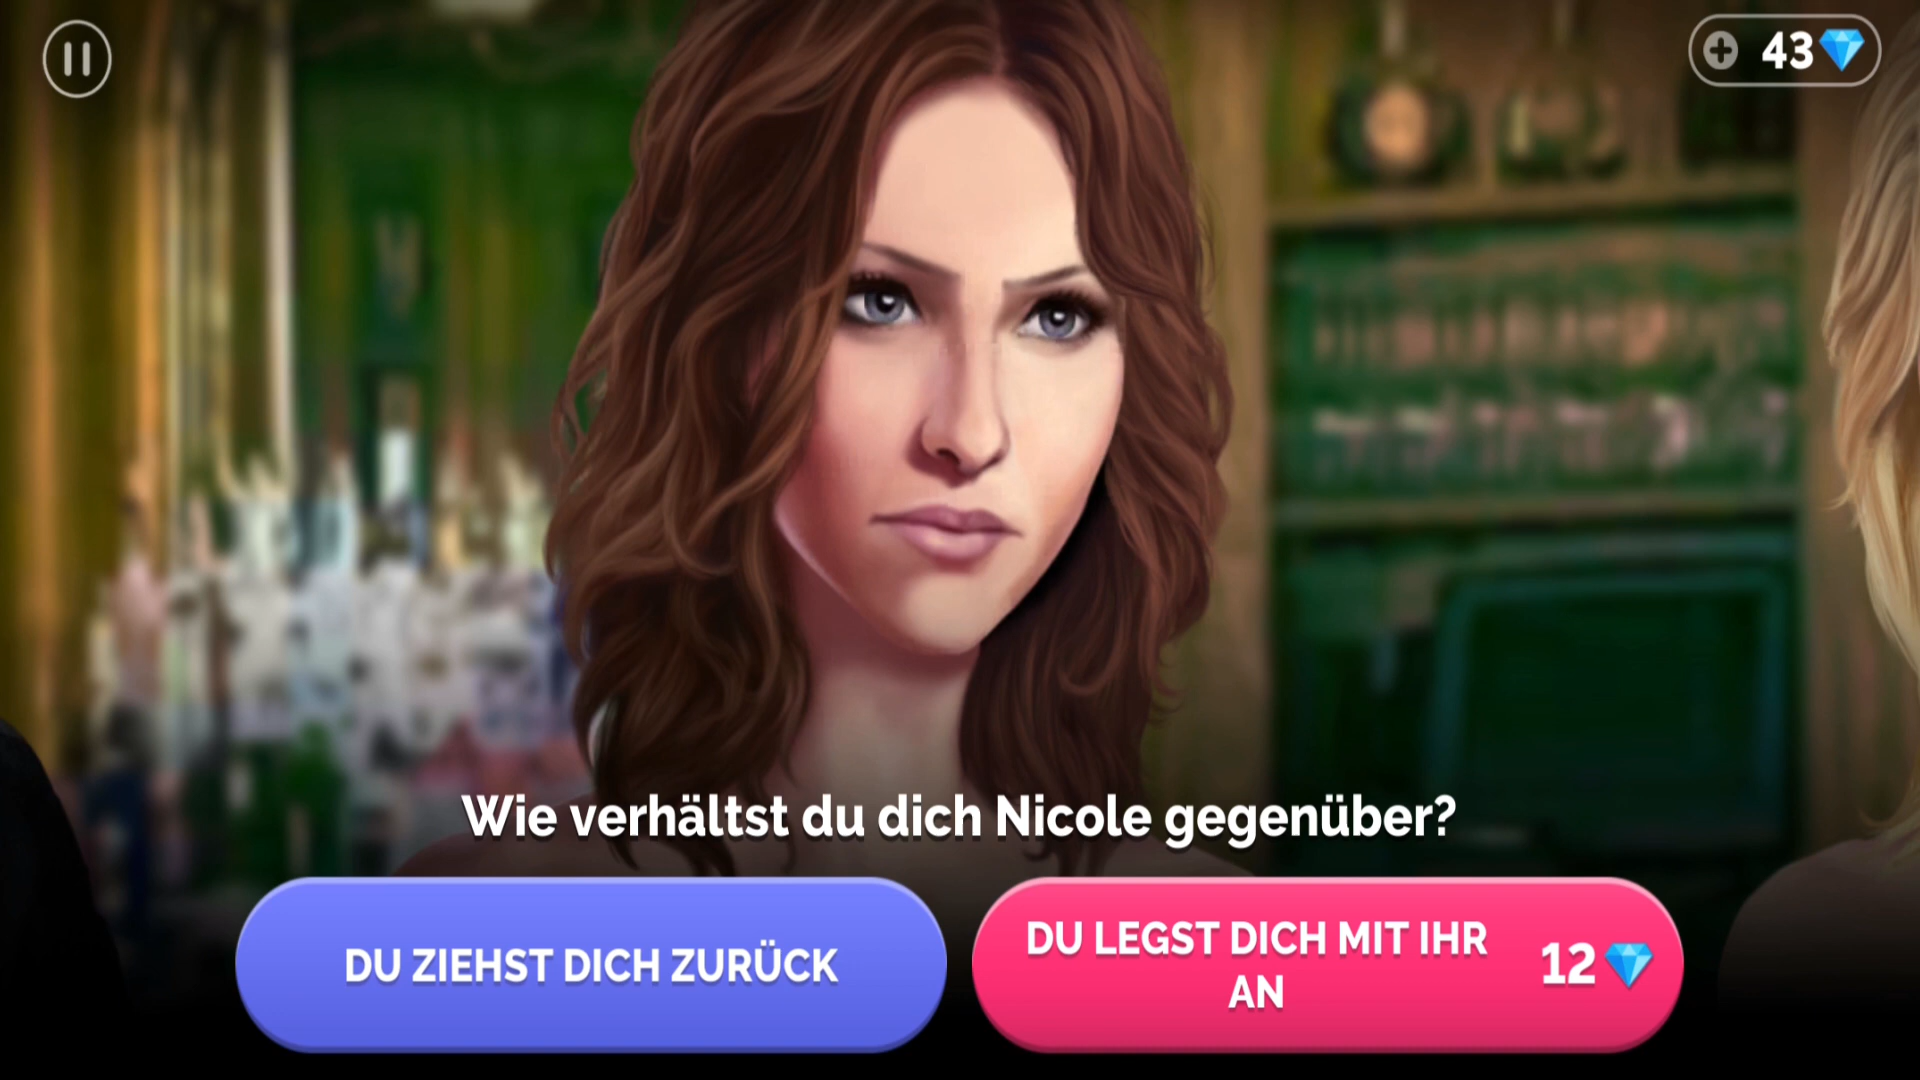 43
Wie verhältst du dich Nicole gegenüber?
DU ZIEHST DICH ZURÜCK
DU LEGST DICH MIT IHR
AN
12